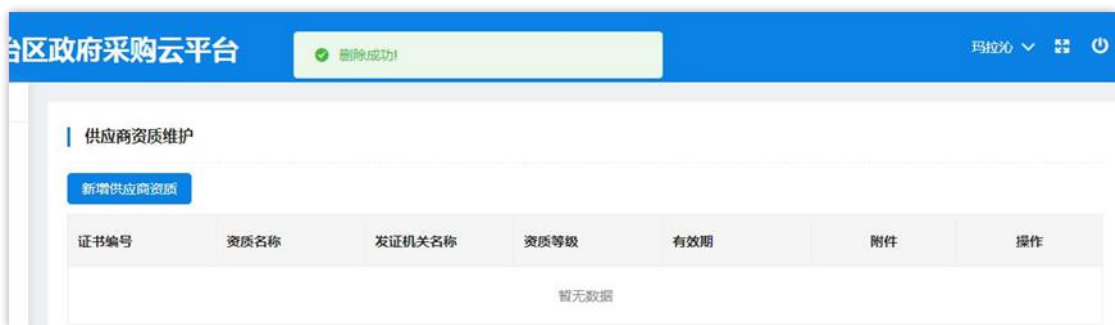 治区政府采购云平台
删除成功!
玛拉沁
供应商资质维护
新增供应商资质
证书编号 资质名称 发证机关名称 资质等级 有效期 附件 操作
暂无数据